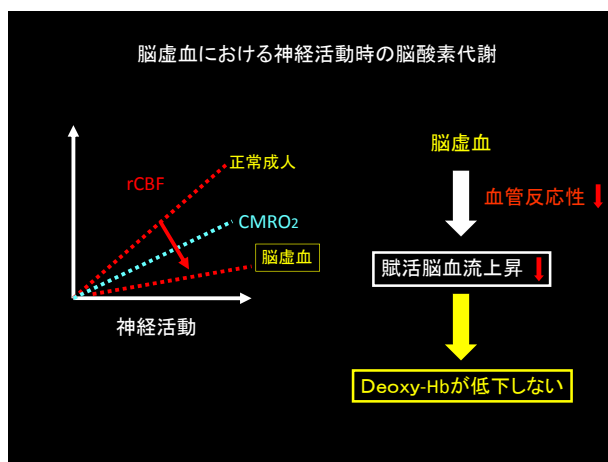 脳虚血における神経活動時の脳酸素代謝
rCBF
正常成人
CMRO2
脳虚血
神経活動
脳虚血
血管反応性
賦活脳血流上昇
Deoxy-Hbが低下しない